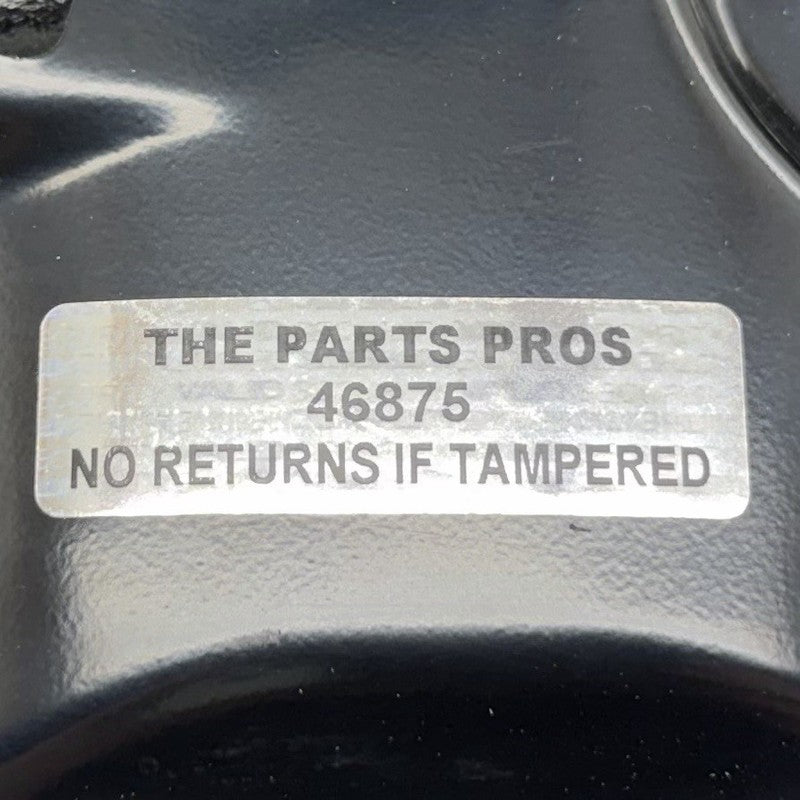 THE PARTS PROS
46875
NO RETURNS IF TAMPERED